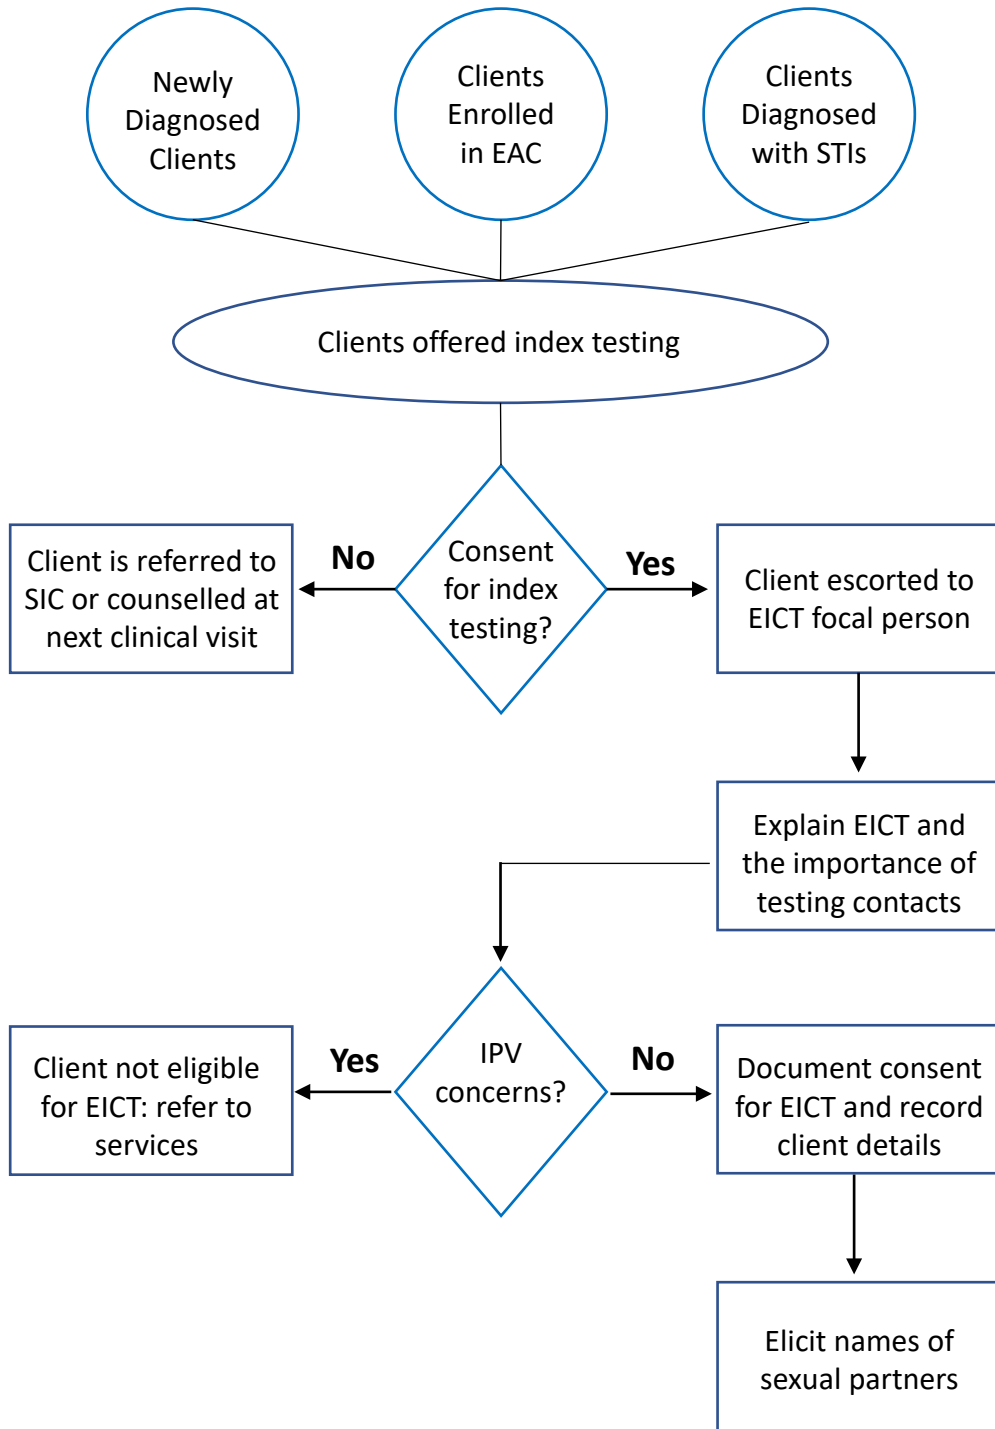 Newly
Diagnosed
Clients
Clients
Enrolled
in EAC
Clients
Diagnosed
with STIs
Clients offered index testing
Client is referred to
SIC or counselled at
next clinical visit
No
Consent
for index
testing?
Yes
Client escorted to
EICT focal person
Explain EICT and
the importance of
testing contacts
Client not eligible
for EICT: refer to
services
Yes
IPV
concerns?
No
Document consent
for EICT and record
client details
Elicit names of
sexual partners